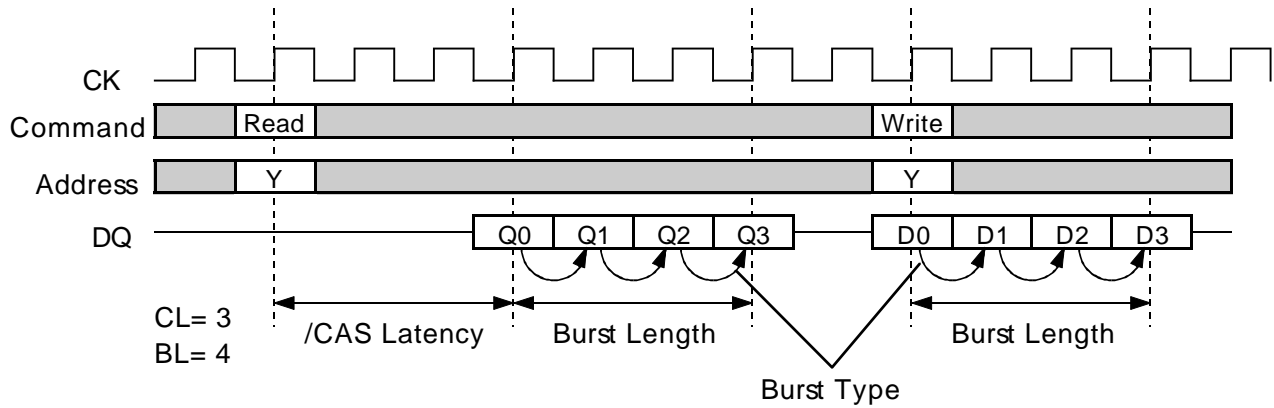 CK
Command Read Write
Address Y Y
DQ Q0 Q1 Q2 Q3 D0 D1 D2 D3
CL= 3 /CAS Latency Burst Length Burst Length
BL= 4
Burst Type